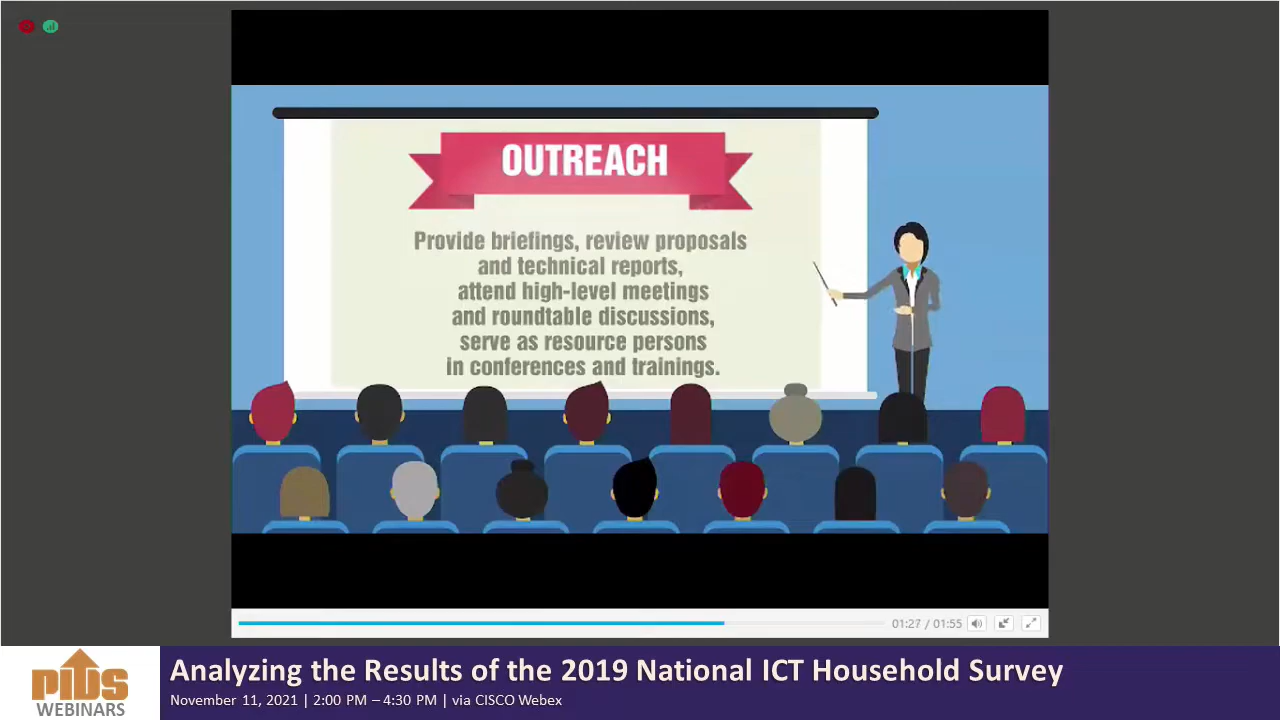 OUTREACH
Provide briefings, review proposals
and technical reports,
attend high-level meetings
and roundtable discussions,
serve as resource persons
in conferences and trainings.
01:27 / 01:55
pids
WEBINARS
Analyzing the Results of the 2019 National ICT Household Survey
November 11, 2021 | 2:00 PM – 4:30 PM | via CISCO Webex